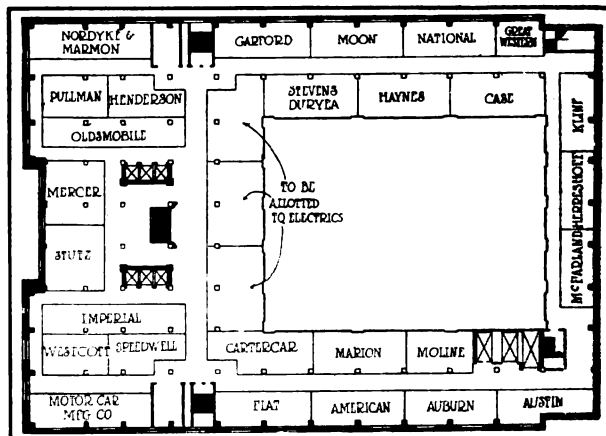 NORDYKE &
MARMON
GARFORD
MOON
NATIONAL
GREAT
WESTERN
PULLMAN
HENDERSON
STEVENS
DURYEA
HAYNES
CASE
KLINE
OLDSMOBILE
MERCER
TO BE
ALLOTTED
TO ELECTRICS
HERRESHOFF
STUTZ
MCFARLAND
IMPERIAL
WESTCOTT
SPEEDWELL
CARTERCAR
MARION
MOLINE
MOTOR CAR
MFG CO
FIAT
AMERICAN
AUBURN
AUSTIN